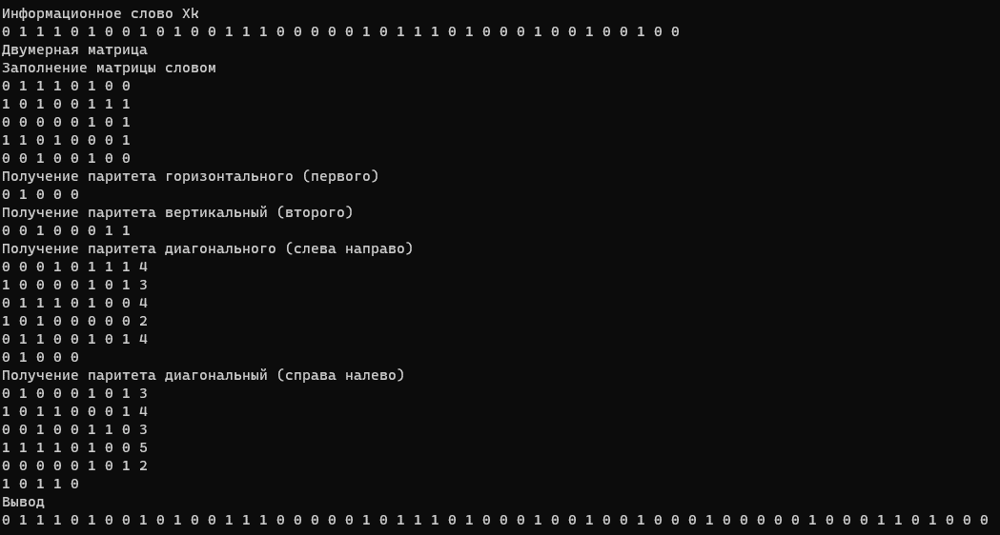 Информационное слово Xk
0 1 1 1 0 1 0 0 1 0 1 0 0 1 1 1 0 0 0 0 0 1 0 1 1 1 0 1 0 0 0 1 0 0 1 0 0 1 0 0
Двумерная матрица
Заполнение матрицы словом
0 1 1 1 0 1 0 0
1 0 1 0 0 1 1 1
0 0 0 0 0 1 0 1
1 1 0 1 0 0 0 1
0 0 1 0 0 1 0 0
Получение паритета горизонтального (первого)
0 1 0 0 0
Получение паритета вертикальный (второго)
0 0 1 0 0 0 1 1
Получение паритета диагонального (слева направо)
0 0 0 1 0 1 1 1 4
1 0 0 0 0 1 0 1 3
0 1 1 1 0 1 0 0 4
1 0 1 0 0 0 0 0 2
0 1 1 0 0 1 0 1 4
0 1 0 0 0
Получение паритета диагональный (справа налево)
0 1 0 0 0 1 0 1 3
1 0 1 1 0 0 0 1 4
0 0 1 0 0 1 1 0 3
1 1 1 1 0 1 0 0 5
0 0 0 0 0 1 0 1 2
1 0 1 1 0
Вывод
0 1 1 1 0 1 0 0 1 0 1 0 0 1 1 1 0 0 0 0 0 1 0 1 1 1 0 1 0 0 0 1 0 0 1 0 0 1 0 0 0 1 0 0 0 0 0 1 0 0 0 1 1 0 1 0 0 0